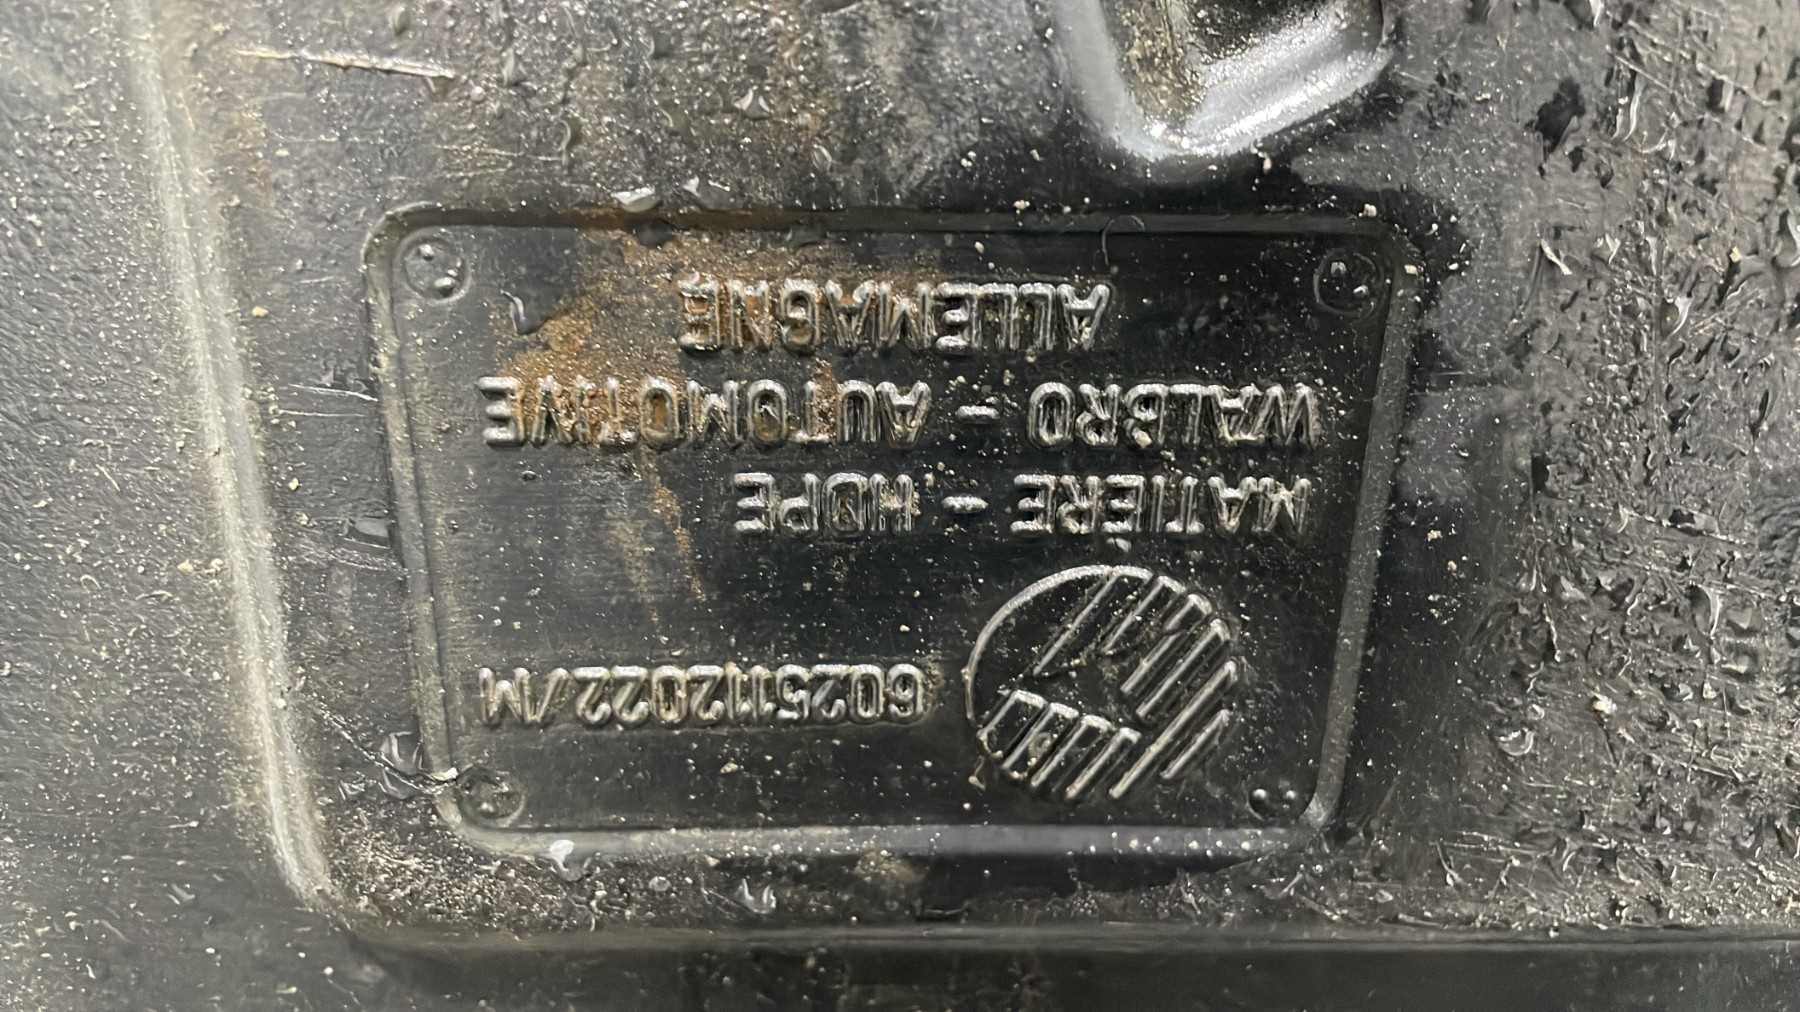 6025112022/M
MATIÈRE - HDPE
WALBRO - AUTOMOTIVE
ALLEMAGNE